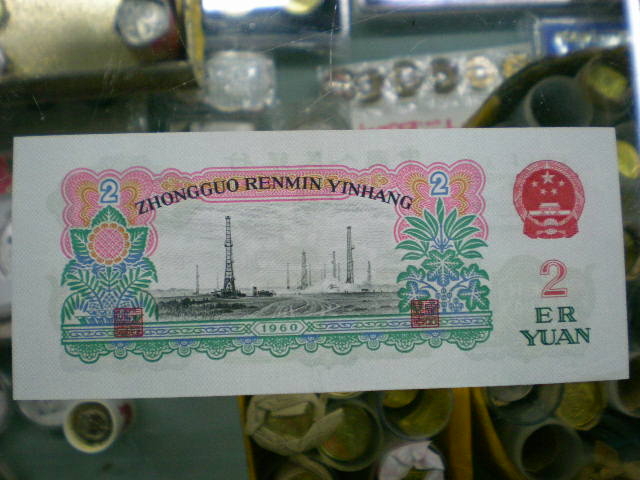 2
2
ZHONGGUO RENMIN YINHANG
1960
2
ER
YUAN